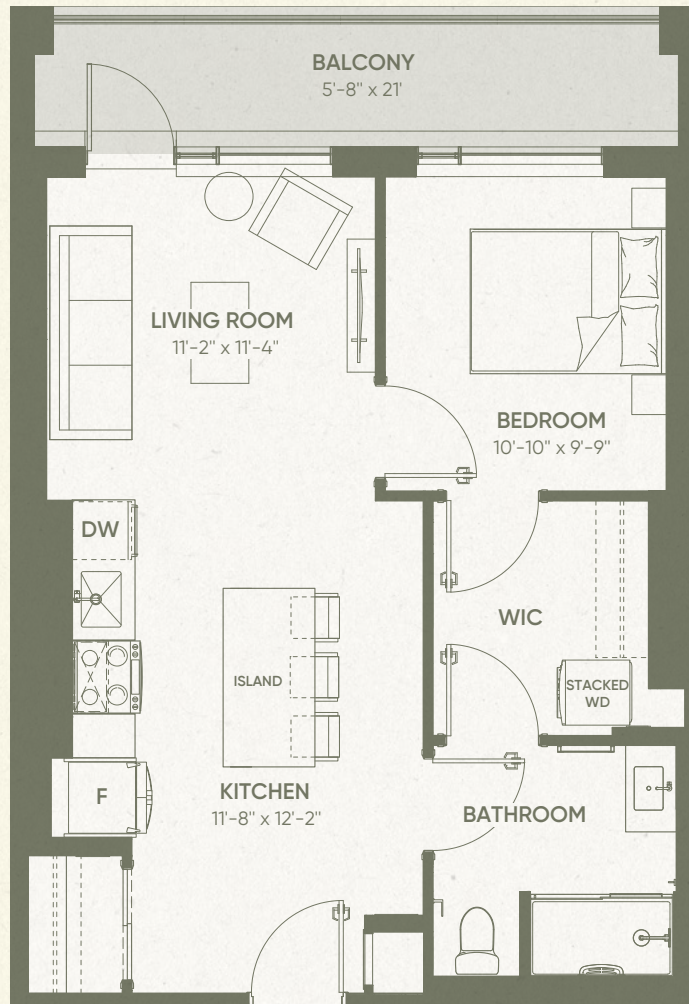 BALCONY
5'-8" x 21'
LIVING ROOM
11'-2" x 11'-4"
BEDROOM
10'-10" x 9'-9"
DW
WIC
ISLAND
STACKED
WD
F
KITCHEN
11'-8" x 12'-2"
BATHROOM